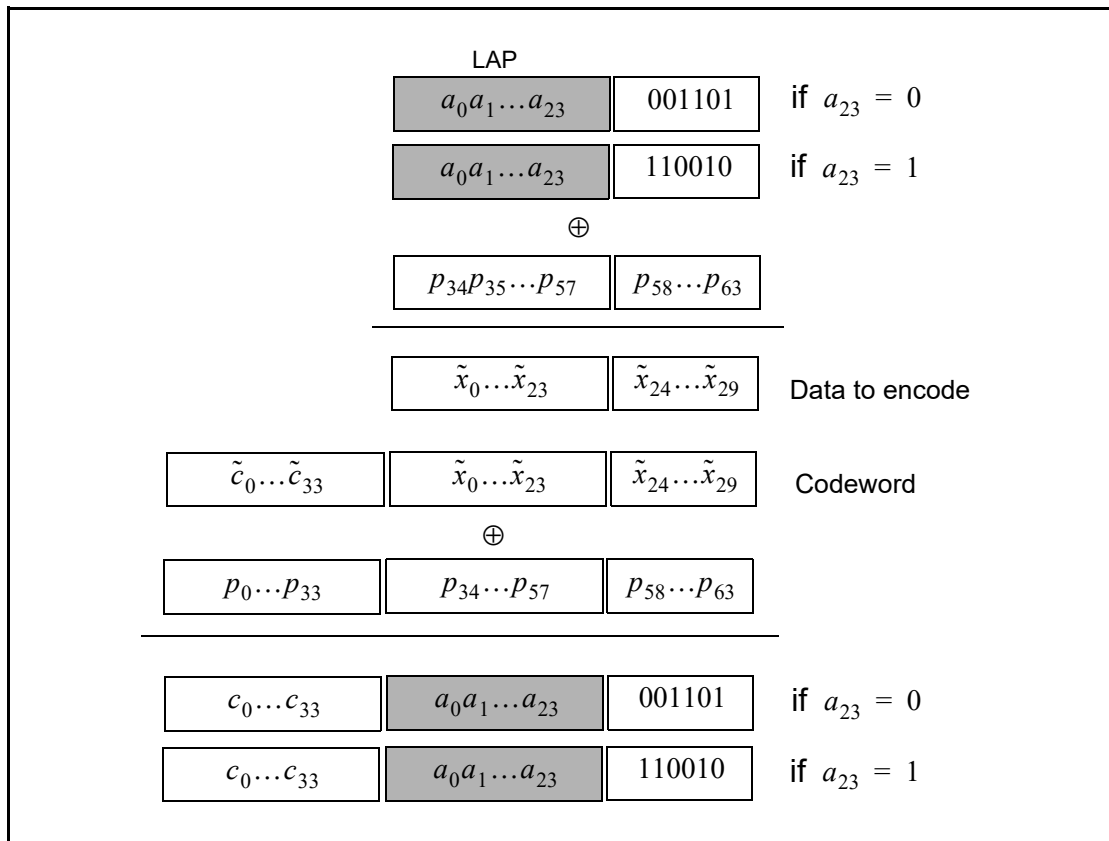 LAP
a₀a₁…a₂₃ 001101 if a₂₃ = 0
a₀a₁…a₂₃ 110010 if a₂₃ = 1
⊕
p₃₄p₃₅…p₅₇ p₅₈…p₆₃
x̃₀…x̃₂₃ x̃₂₄…x̃₂₉ Data to encode
c̃₀…c̃₃₃ x̃₀…x̃₂₃ x̃₂₄…x̃₂₉ Codeword
⊕
p₀…p₃₃ p₃₄…p₅₇ p₅₈…p₆₃
c₀…c₃₃ a₀a₁…a₂₃ 001101 if a₂₃ = 0
c₀…c₃₃ a₀a₁…a₂₃ 110010 if a₂₃ = 1